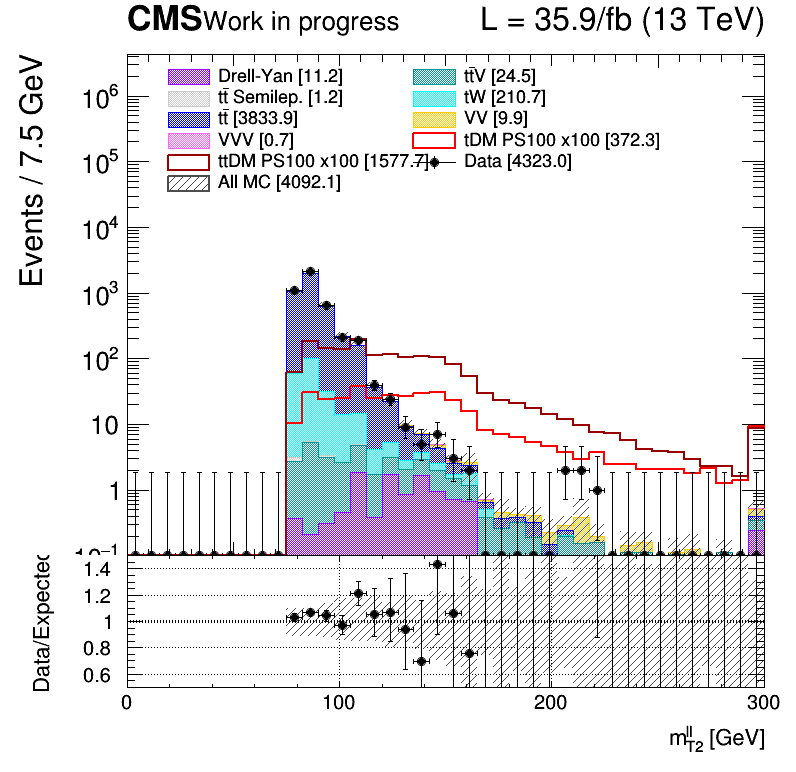 CMS Work in progress L = 35.9/fb (13 TeV)
Events / 7.5 GeV
Drell-Yan [11.2] tt̄V [24.5]
tt̄ Semilep. [1.2] tW [210.7]
tt̄ [3833.9] VV [9.9]
VVV [0.7] tDM PS100 x100 [372.3]
ttDM PS100 x100 [1577.7] Data [4323.0]
All MC [4092.1]
10⁶
10⁵
10⁴
10³
10²
10
1
10⁻¹
Data/Expected
1.4
1.2
1
0.8
0.6
0 100 200 300
m_T2^ll [GeV]